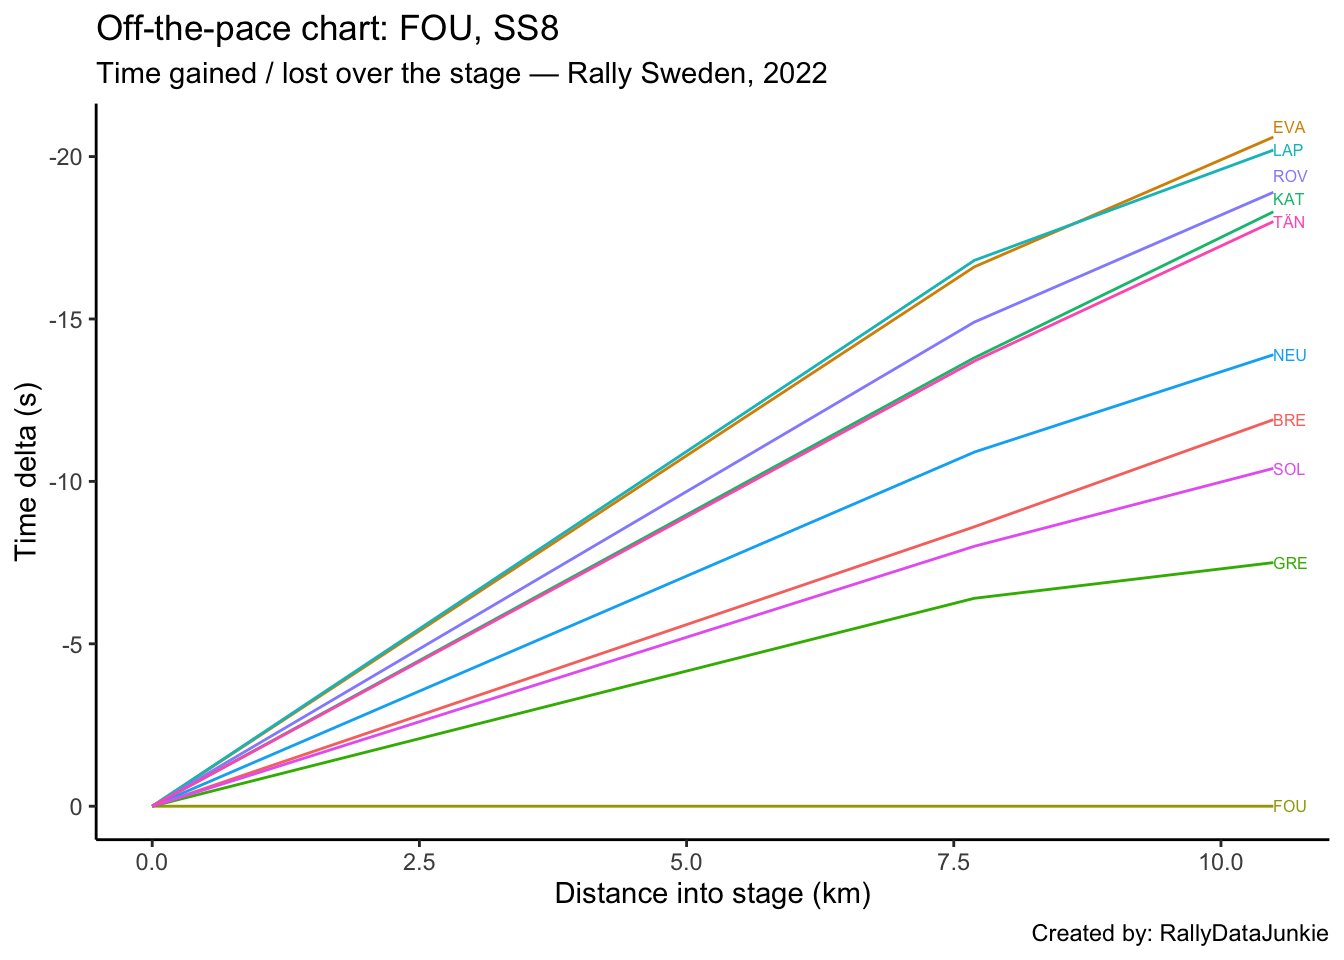 Off-the-pace chart: FOU, SS8
Time gained / lost over the stage — Rally Sweden, 2022
Time delta (s)
-20
-15
-10
-5
0
EVA
LAP
ROV
KAT
TÄN
NEU
BRE
SOL
GRE
FOU
0.0 2.5 5.0 7.5 10.0
Distance into stage (km)
Created by: RallyDataJunkie